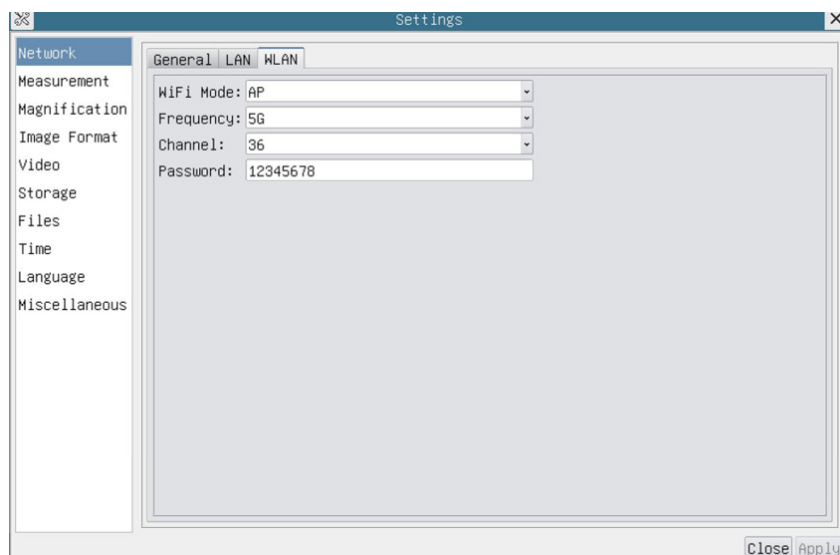 Settings
Network
Measurement
Magnification
Image Format
Video
Storage
Files
Time
Language
Miscellaneous
General LAN WLAN
WiFi Mode: AP
Frequency: 5G
Channel: 36
Password: 12345678
Close Apply